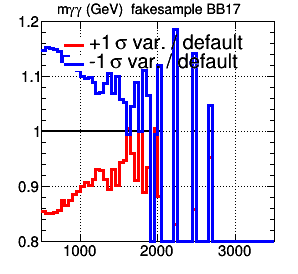 mγγ (GeV) fakesample BB17
+1 σ var. / default
-1 σ var. / default
1.2
1.1
1
0.9
0.8
1000
2000
3000